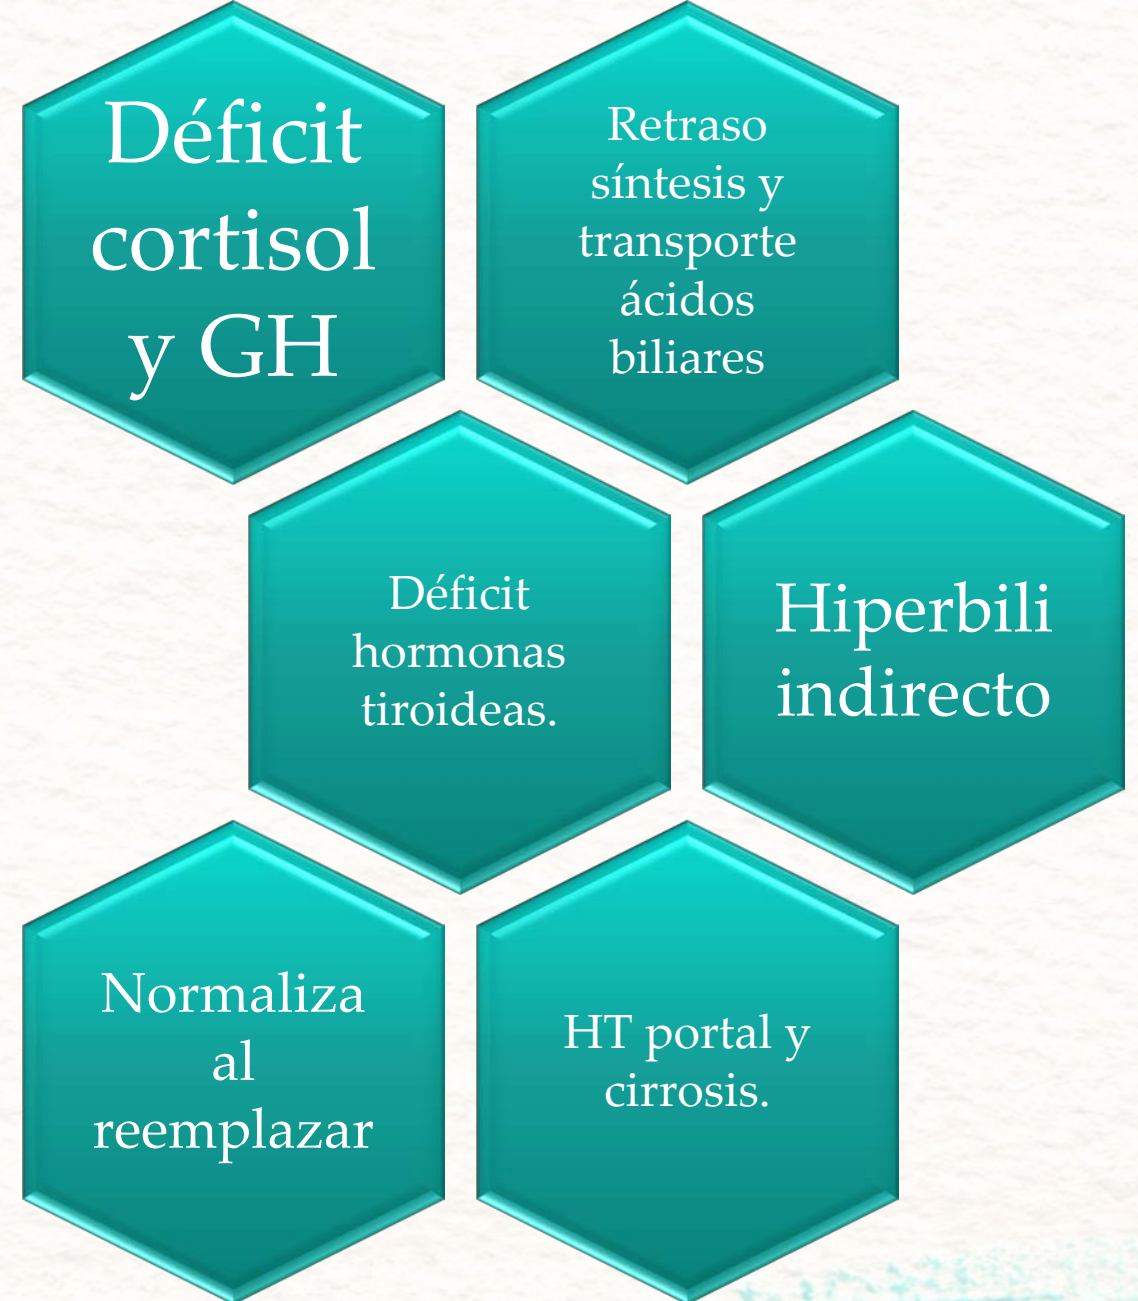 Déficit
cortisol
y GH
Retraso
síntesis y
transporte
ácidos
biliares
Déficit
hormonas
tiroideas.
Hiperbili
indirecto
Normaliza
al
reemplazar
HT portal y
cirrosis.